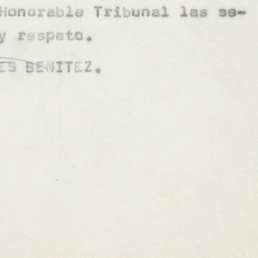 Honorable Tribunal las se-
y respeto.
ES BENITEZ.